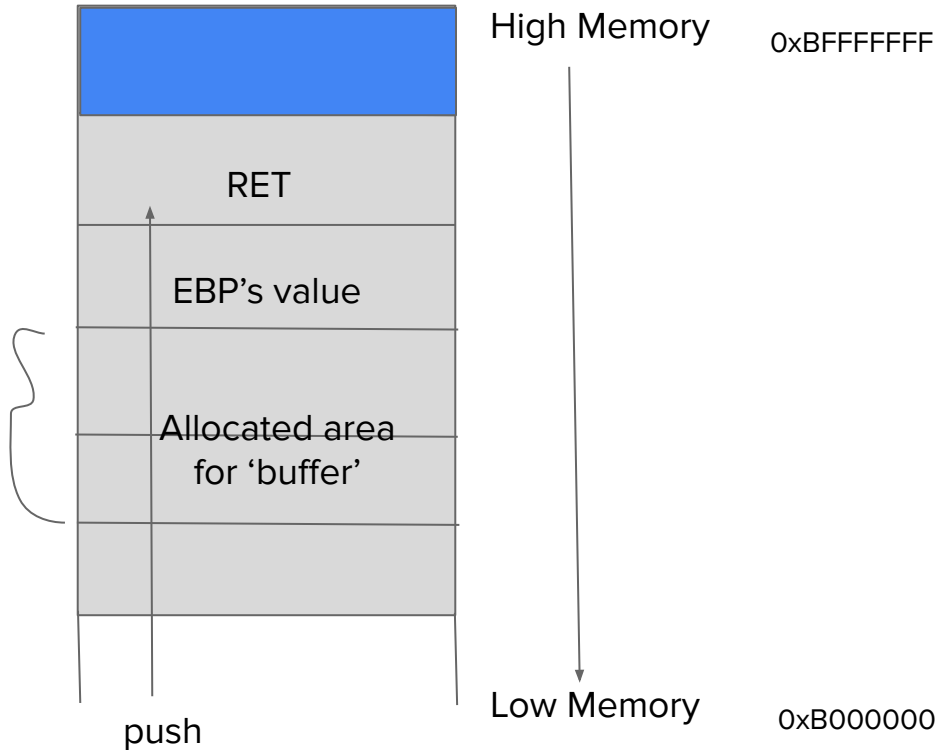 High Memory
0xBFFFFFFF
RET
EBP’s value
Allocated area
for ‘buffer’
Low Memory
0xB000000
push